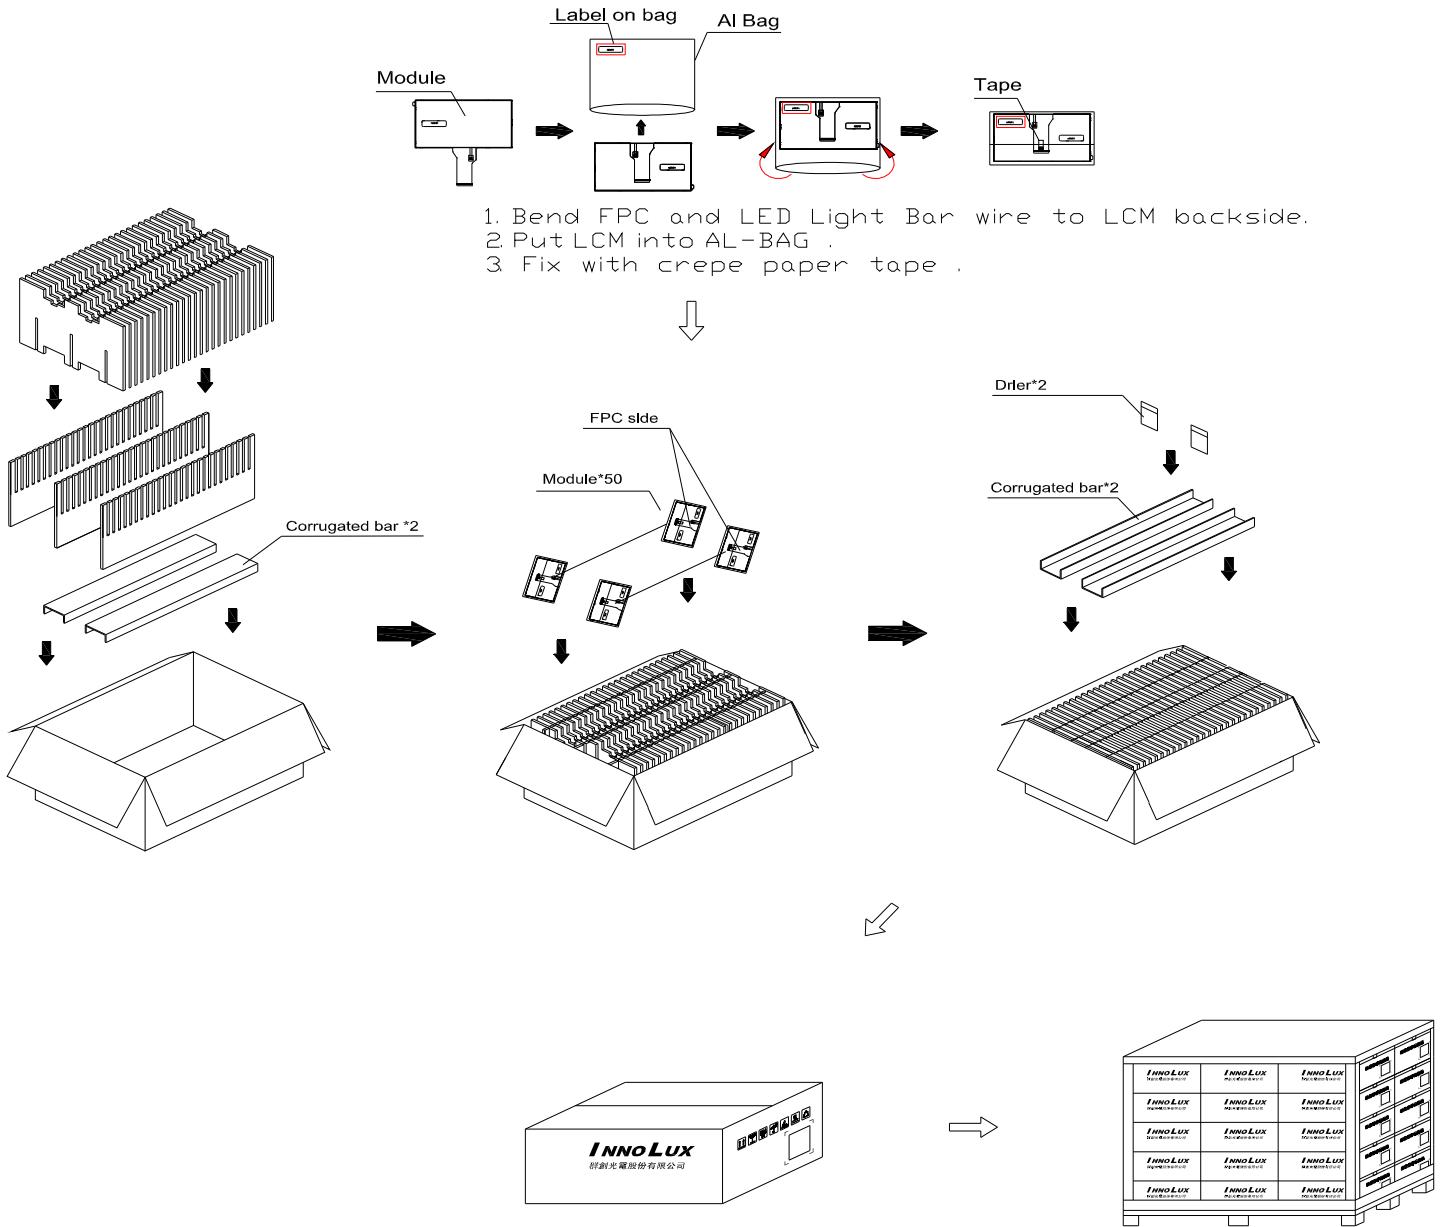 Label on bag
Al Bag
Module
Tape
1. Bend FPC and LED Light Bar wire to LCM backside.
2. Put LCM into AL-BAG .
3. Fix with crepe paper tape .
Drier*2
FPC side
Module*50
Corrugated bar*2
Corrugated bar *2
INNOLUX
群創光電股份有限公司
INNOLUX INNOLUX INNOLUX
INNOLUX INNOLUX INNOLUX
INNOLUX INNOLUX INNOLUX
INNOLUX INNOLUX INNOLUX
INNOLUX INNOLUX INNOLUX